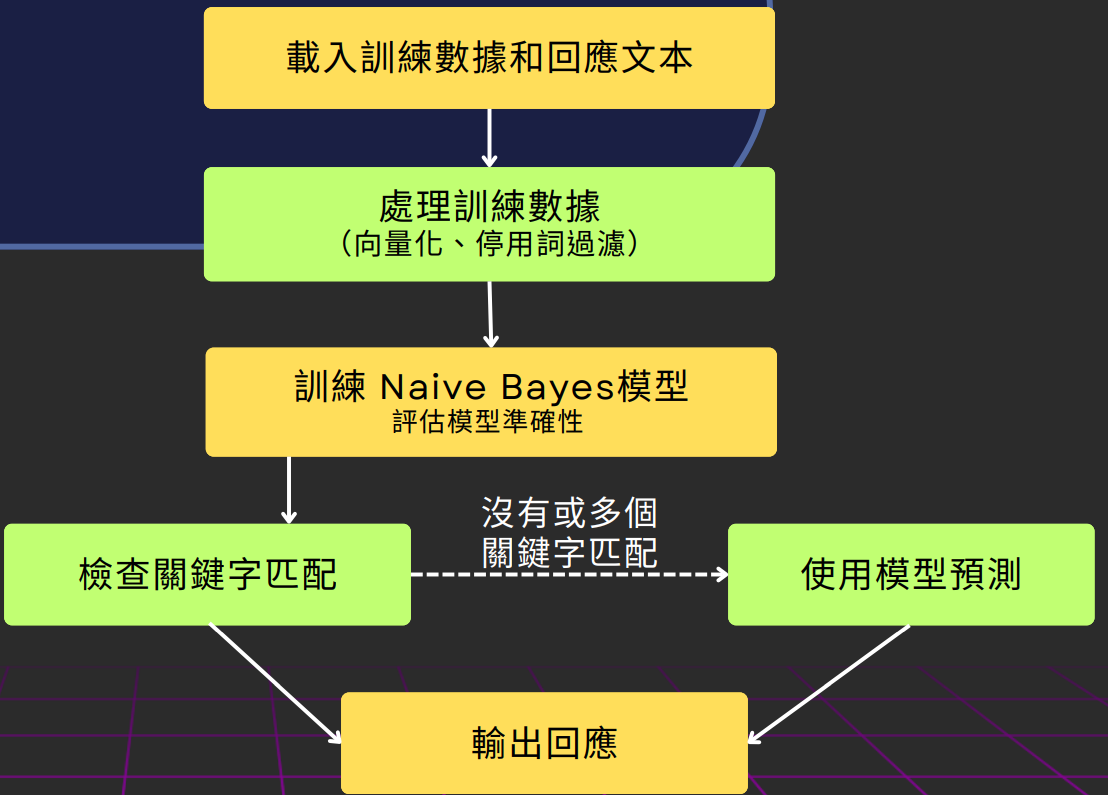 載入訓練數據和回應文本
處理訓練數據
（向量化、停用詞過濾）
訓練 Naive Bayes模型
評估模型準確性
沒有或多個
關鍵字匹配
檢查關鍵字匹配
使用模型預測
輸出回應